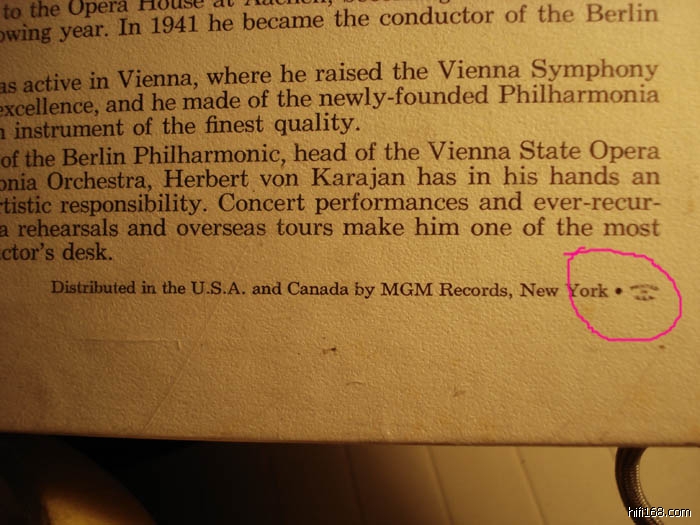 to the Opera House at Aachen,
owing year. In 1941 he became the conductor of the Berlin
as active in Vienna, where he raised the Vienna Symphony
excellence, and he made of the newly-founded Philharmonia
instrument of the finest quality.
of the Berlin Philharmonic, head of the Vienna State Opera
onia Orchestra, Herbert von Karajan has in his hands an
rtistic responsibility. Concert performances and ever-recur-
a rehearsals and overseas tours make him one of the most
ctor's desk.
Distributed in the U.S.A. and Canada by MGM Records, New York •
hifi168.com